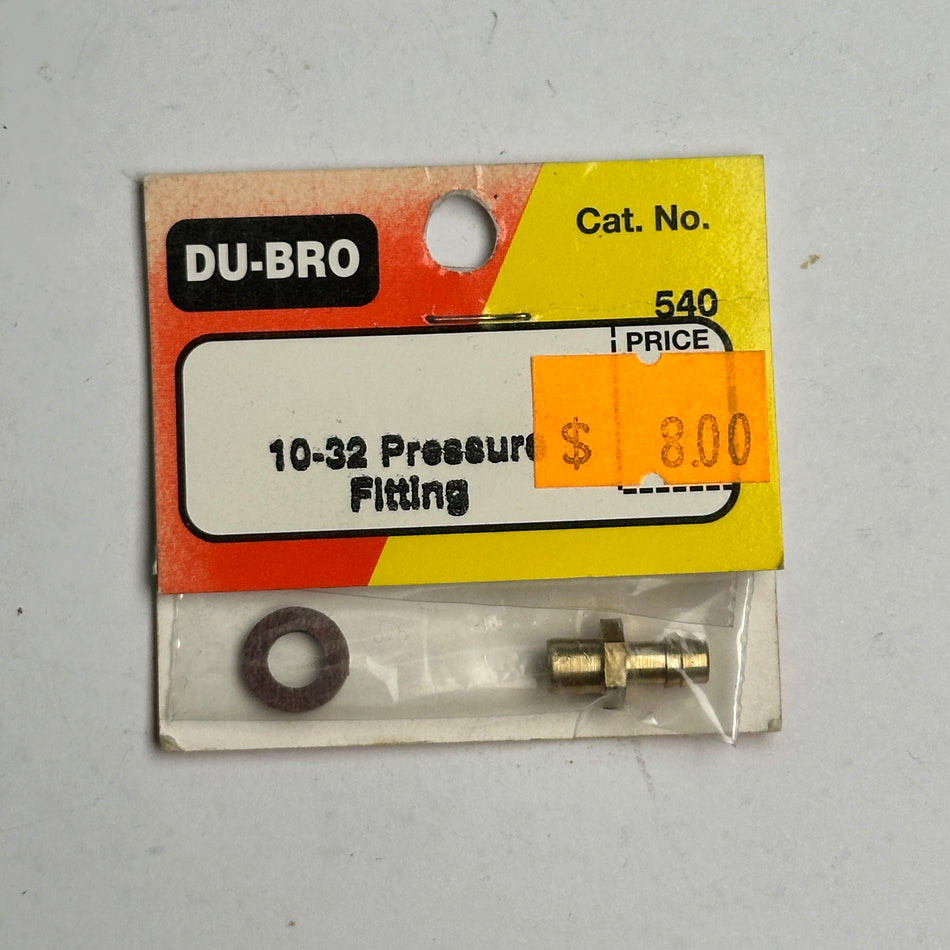 DU-BRO
Cat. No.
540
PRICE
10-32 Pressure
Fitting
$ 8.00